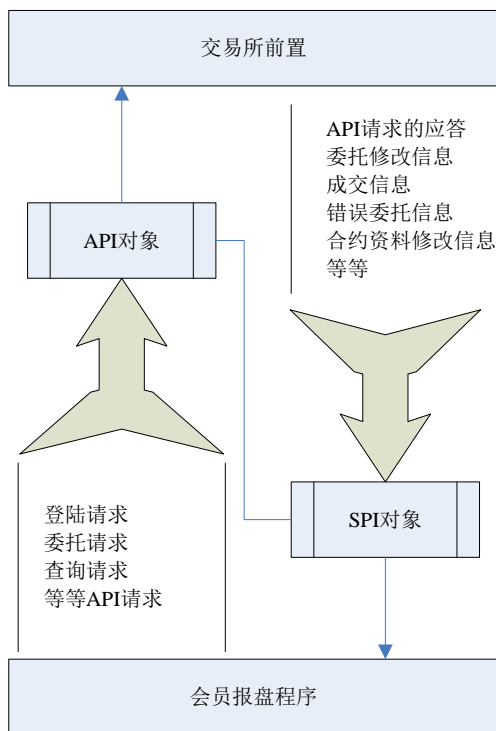 交易所前置
API请求的应答
委托修改信息
成交信息
错误委托信息
合约资料修改信息
等等
API对象
SPI对象
登陆请求
委托请求
查询请求
等等API请求
会员报盘程序